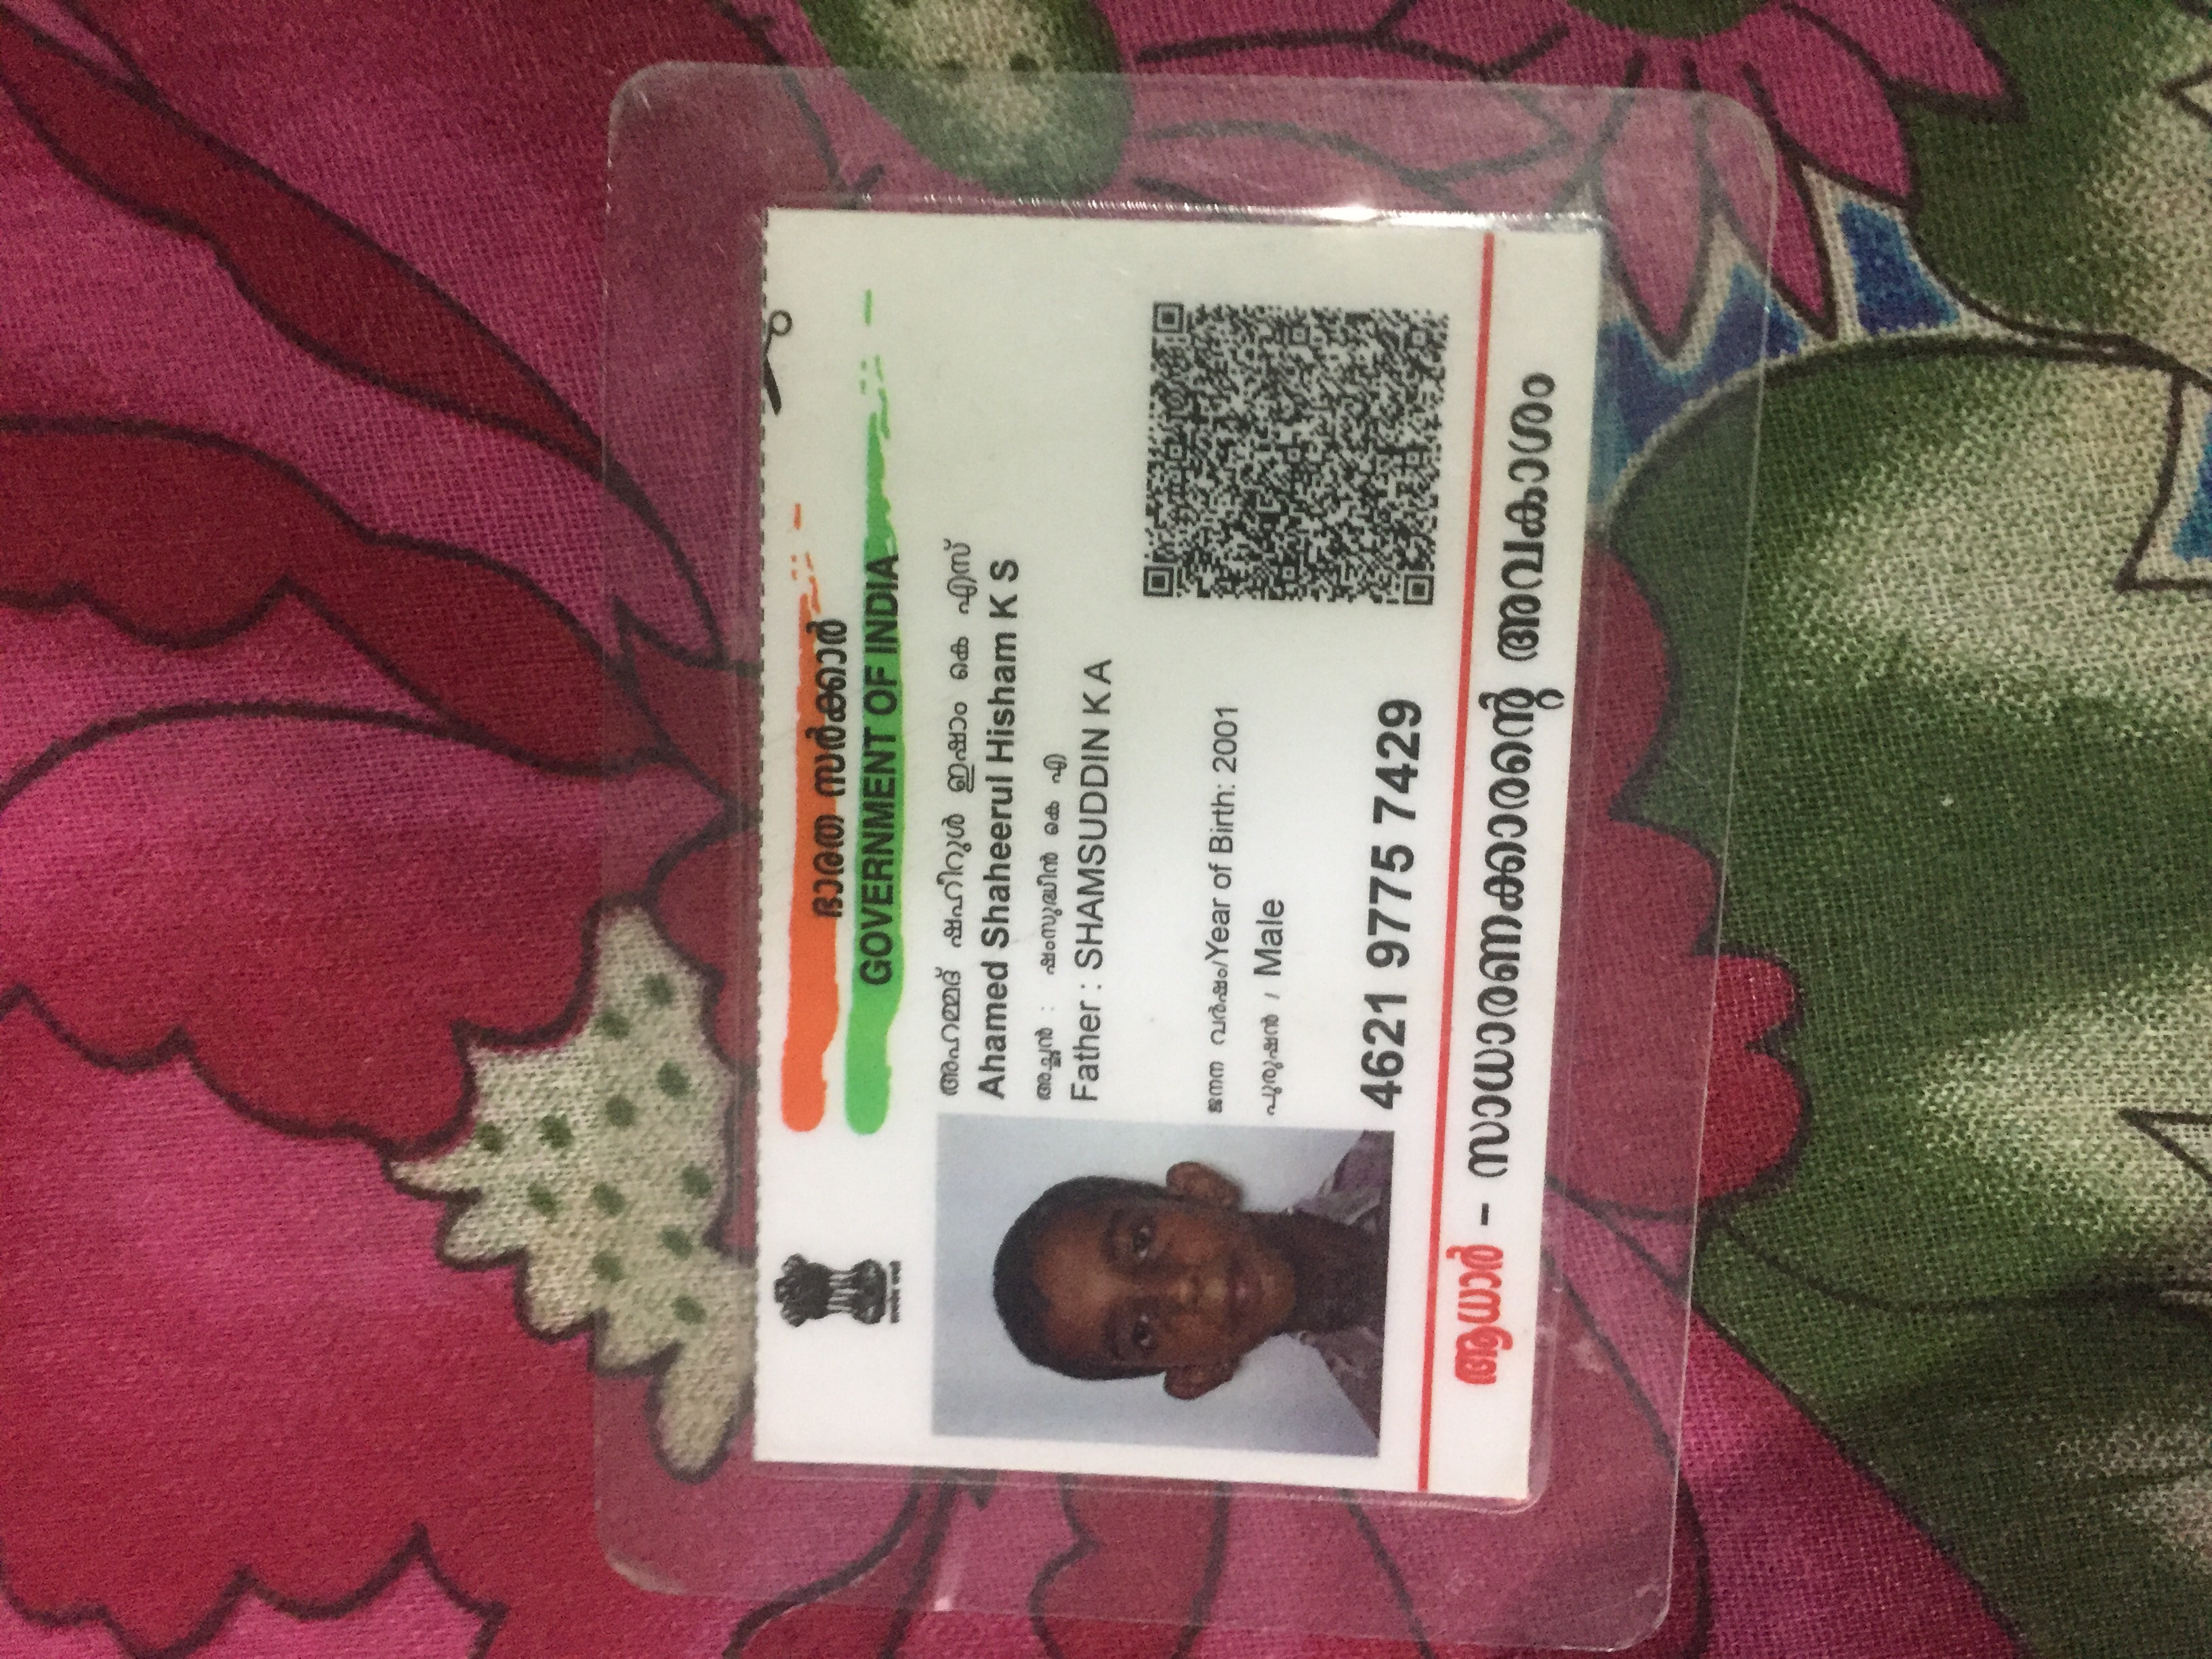 ഭാരത സർക്കാർ
GOVERNMENT OF INDIA
അഹമ്മദ് ഷഹീറുൾ ഇഷാം കെ എസ്
Ahamed Shaheerul Hisham K S
അച്ഛൻ : ഷംസുദ്ധീൻ കെ എ
Father : SHAMSUDDIN K A
ജനന വർഷം/Year of Birth: 2001
പുരുഷൻ / Male
4621 9775 7429
ആധാർ - സാധാരണക്കാരന്റെ അവകാശം